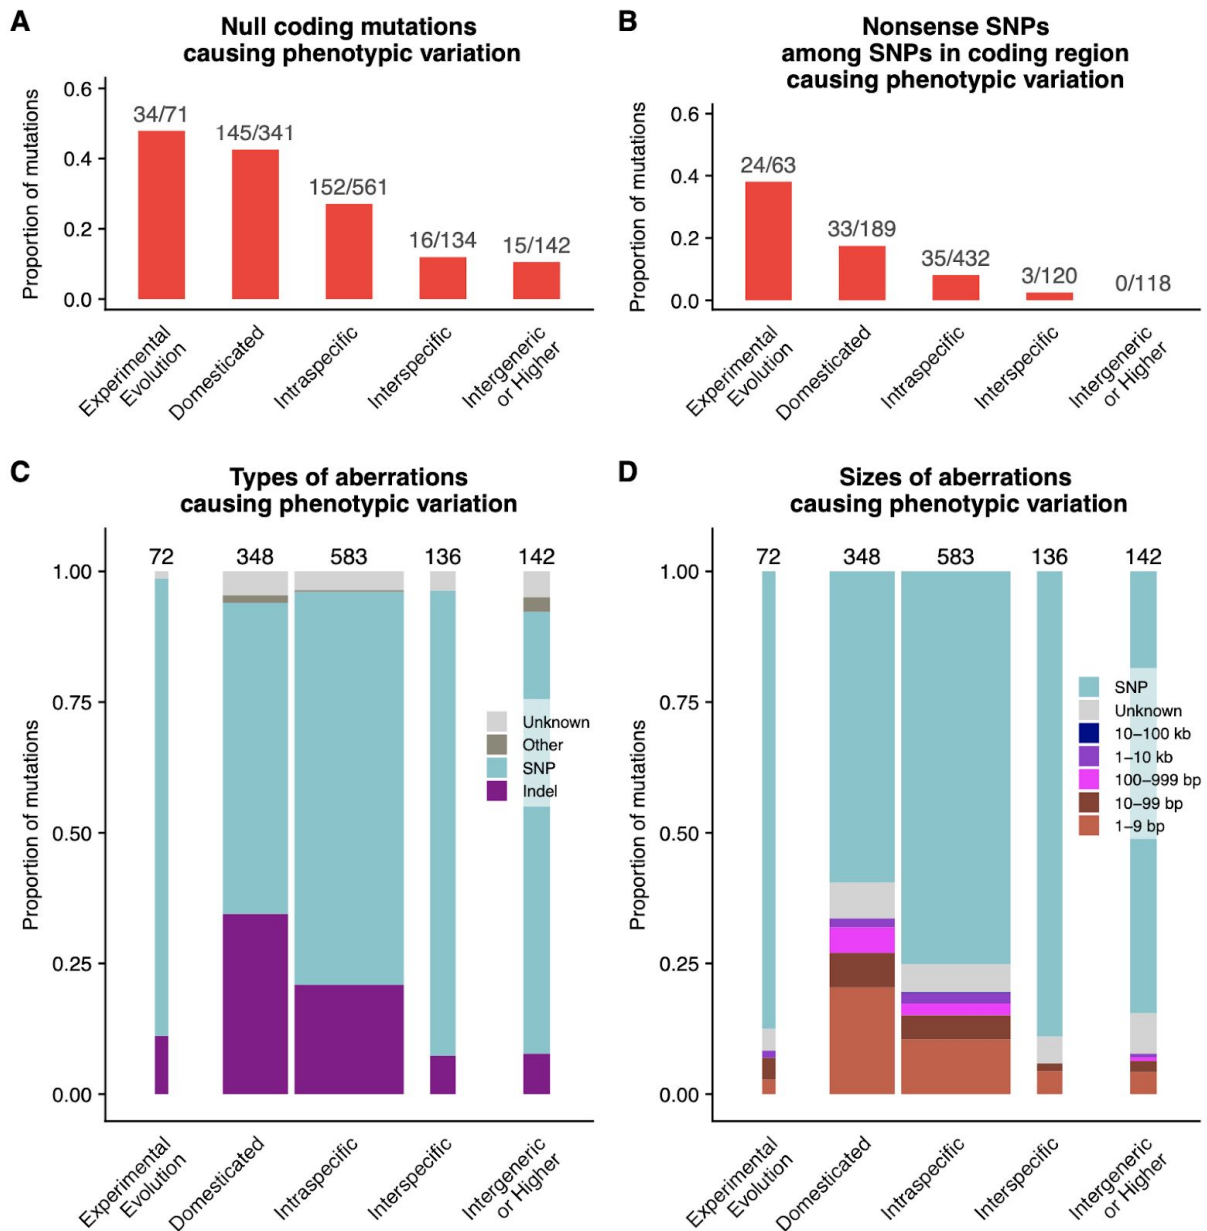 A
Null coding mutations
causing phenotypic variation
Proportion of mutations
0.6
0.4
0.2
0.0
34/71
145/341
152/561
16/134
15/142
Experimental
Evolution
Domesticated
Intraspecific
Interspecific
Intergeneric
or Higher
B
Nonsense SNPs
among SNPs in coding region
causing phenotypic variation
Proportion of mutations
0.6
0.4
0.2
0.0
24/63
33/189
35/432
3/120
0/118
Experimental
Evolution
Domesticated
Intraspecific
Interspecific
Intergeneric
or Higher
C
Types of aberrations
causing phenotypic variation
Proportion of mutations
1.00
0.75
0.50
0.25
0.00
72
348
583
136
142
Unknown
Other
SNP
Indel
Experimental
Evolution
Domesticated
Intraspecific
Interspecific
Intergeneric
or Higher
D
Sizes of aberrations
causing phenotypic variation
Proportion of mutations
1.00
0.75
0.50
0.25
0.00
72
348
583
136
142
SNP
Unknown
10–100 kb
1–10 kb
100–999 bp
10–99 bp
1–9 bp
Experimental
Evolution
Domesticated
Intraspecific
Interspecific
Intergeneric
or Higher